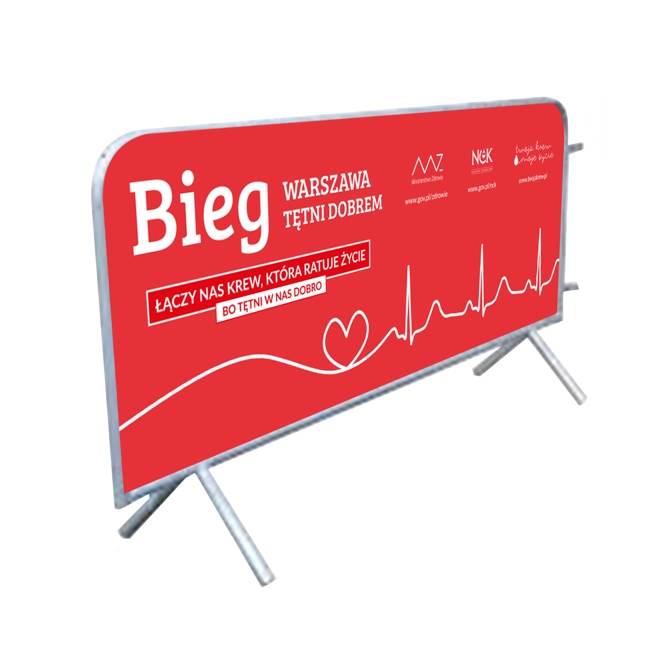 Bieg
WARSZAWA
TĘTNI DOBREM
ŁĄCZY NAS KREW, KTÓRA RATUJE ŻYCIE
BO TĘTNI W NAS DOBRO
MZ
Ministerstwo Zdrowia
www.gov.pl/zdrowie
NCK
www.gov.pl/nck
twoja krew
moje życie
www.twojakrew.pl